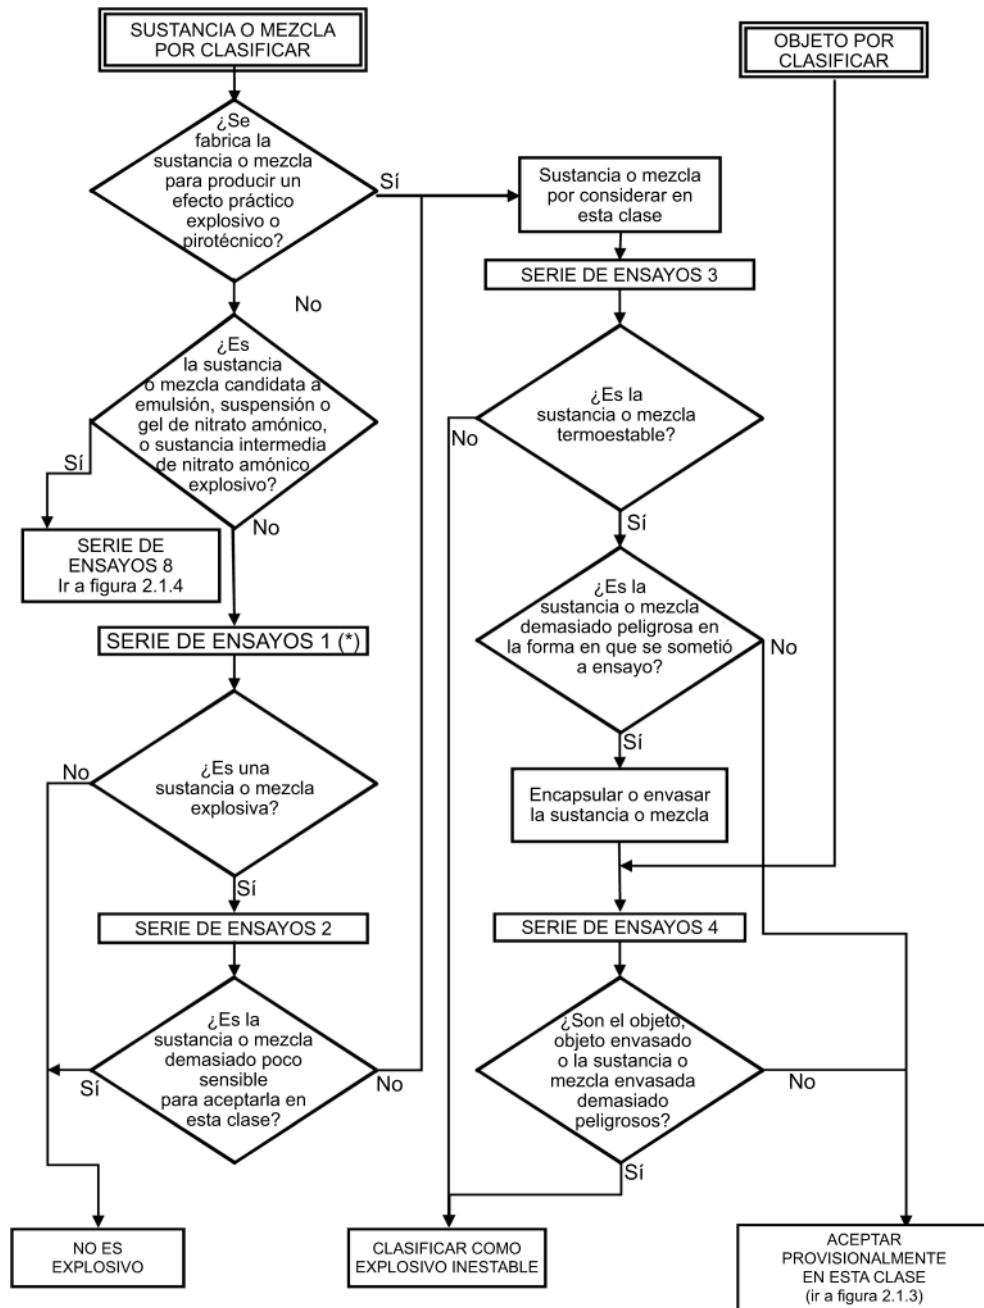 SUSTANCIA O MEZCLA
POR CLASIFICAR
OBJETO POR
CLASIFICAR
¿Se
fabrica la
sustancia o mezcla
para producir un
efecto práctico
explosivo o
pirotécnico?
Sí
Sustancia o mezcla
por considerar en
esta clase
SERIE DE ENSAYOS 3
No
¿Es
la sustancia
o mezcla candidata a
emulsión, suspensión o
gel de nitrato amónico,
o sustancia intermedia
de nitrato amónico
explosivo?
Sí
No
SERIE DE
ENSAYOS 8
Ir a figura 2.1.4
¿Es la
sustancia o mezcla
termoestable?
No
Sí
¿Es la
sustancia o mezcla
demasiado peligrosa en
la forma en que se sometió
a ensayo?
No
Sí
SERIE DE ENSAYOS 1 (*)
¿Es una
sustancia o mezcla
explosiva?
No
Sí
Encapsular o envasar
la sustancia o mezcla
SERIE DE ENSAYOS 2
SERIE DE ENSAYOS 4
¿Es la
sustancia o mezcla
demasiado poco
sensible
para aceptarla en
esta clase?
Sí
No
¿Son el objeto,
objeto envasado
o la sustancia o
mezcla envasada
demasiado
peligrosos?
No
Sí
NO ES
EXPLOSIVO
CLASIFICAR COMO
EXPLOSIVO INESTABLE
ACEPTAR
PROVISIONALMENTE
EN ESTA CLASE
(ir a figura 2.1.3)